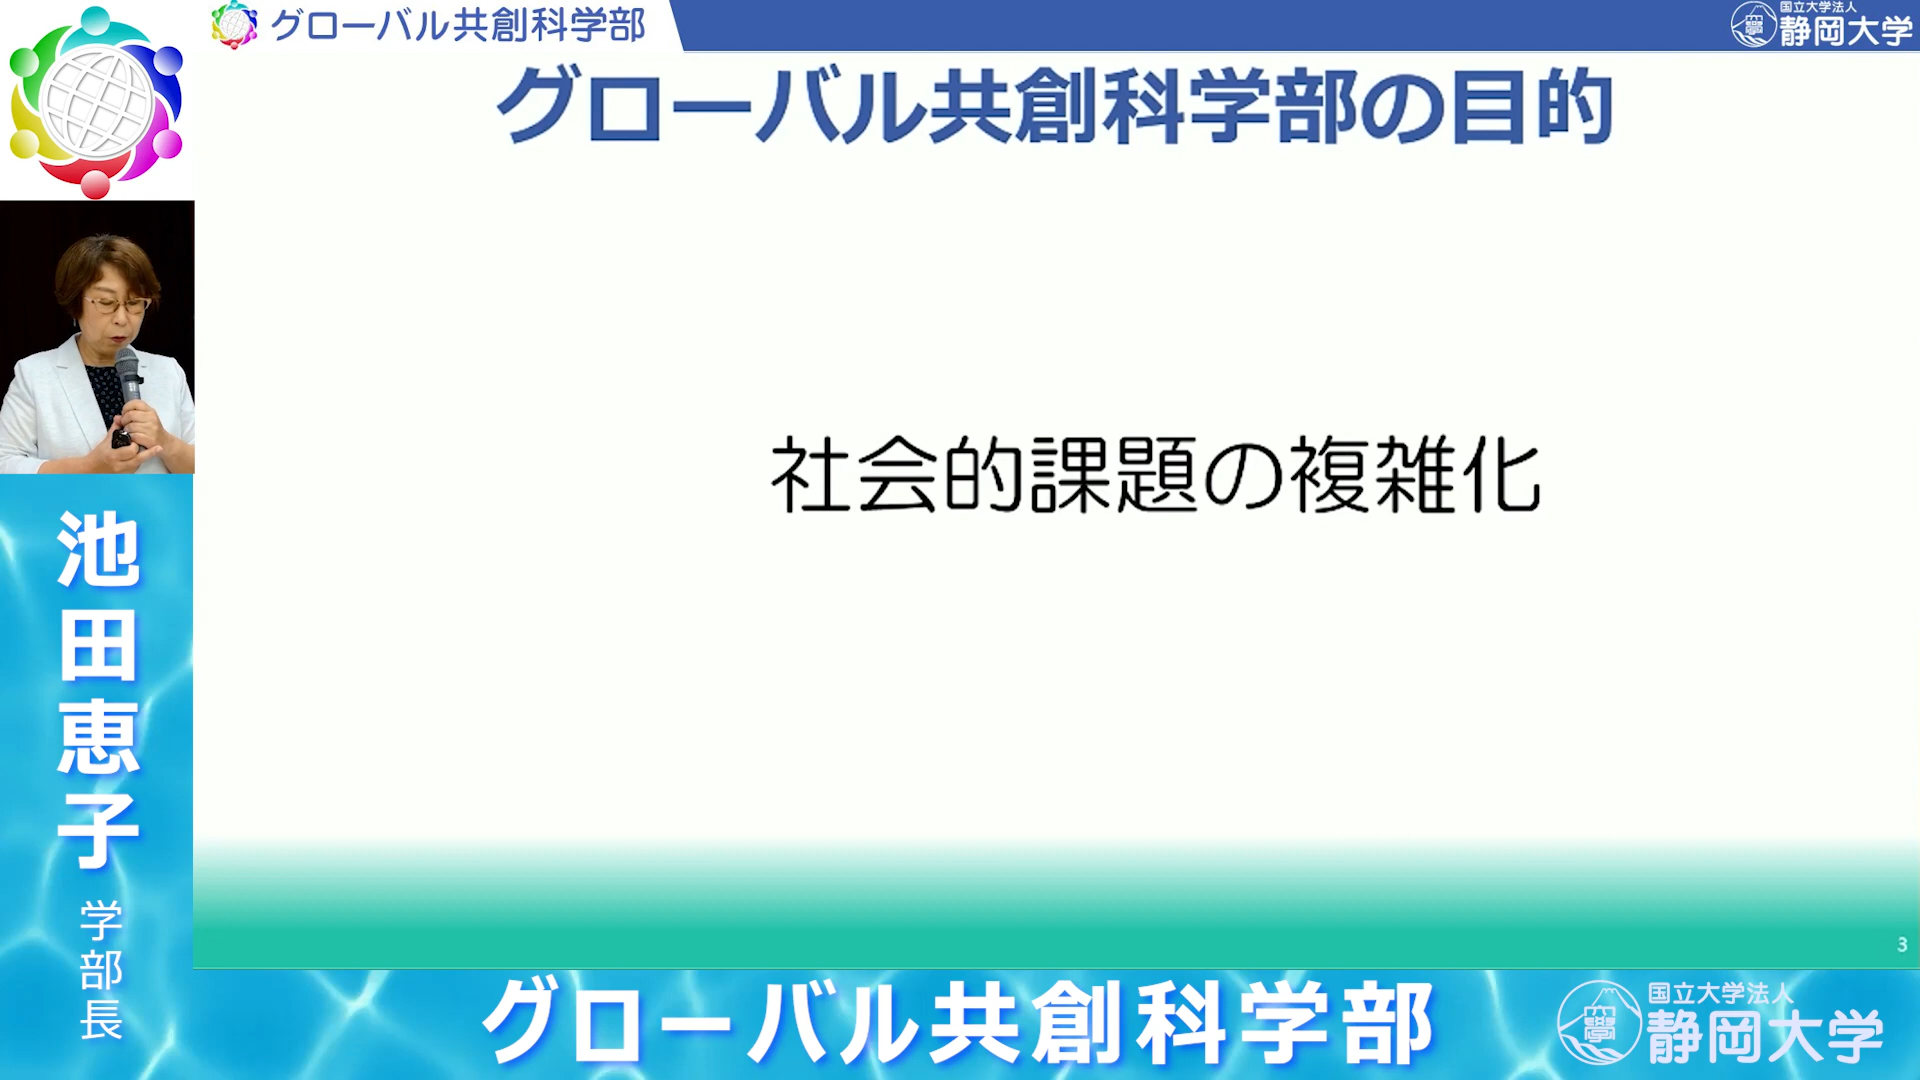 グローバル共創科学部
国立大学法人
静岡大学
グローバル共創科学部の目的
社会的課題の複雑化
池田恵子
学部長
3
グローバル共創科学部
国立大学法人
静岡大学